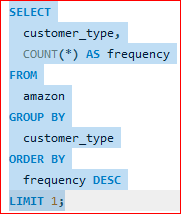 SELECT
customer_type,
COUNT(*) AS frequency
FROM
amazon
GROUP BY
customer_type
ORDER BY
frequency DESC
LIMIT 1;